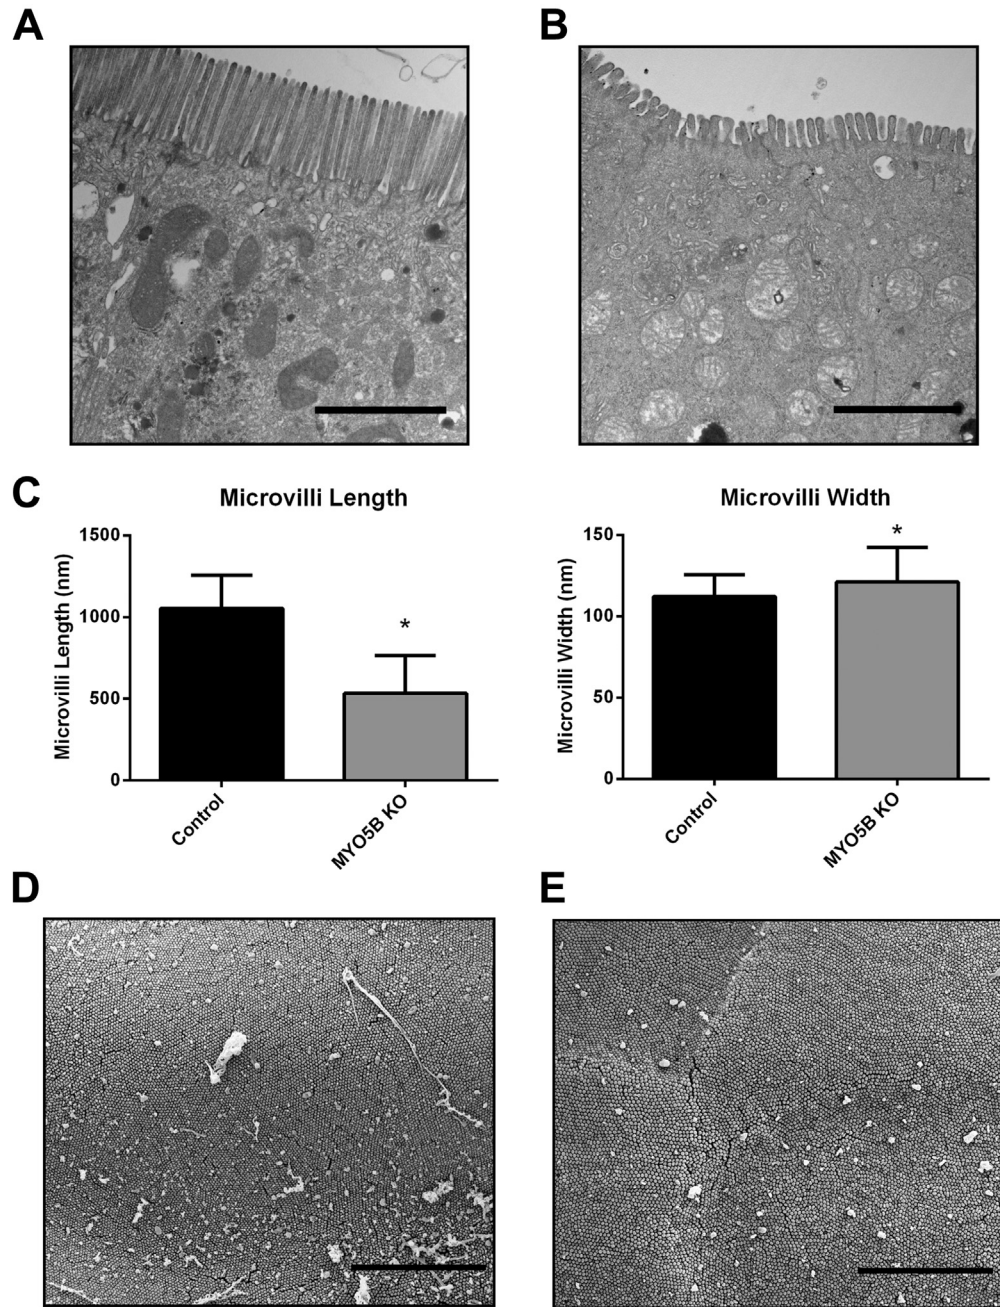 A
B
C
Microvilli Length
Microvilli Length (nm)
1500
1000
500
0
*
Control
MYO5B KO
Microvilli Width
Microvilli Width (nm)
150
100
50
0
*
Control
MYO5B KO
D
E